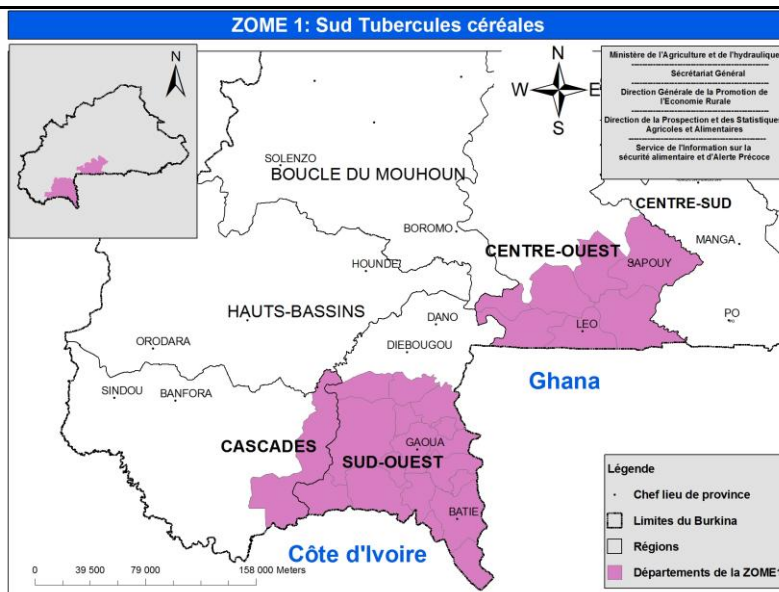 ZOME 1: Sud Tubercules céréales
N
N
W
E
S
Ministère de l'Agriculture et de l'hydraulique
Sécrétariat Général
Direction Générale de la Promotion de
l'Economie Rurale
Direction de la Prospection et des Statistiques
Agricoles et Alimentaires
Service de l'Information sur la
sécurité alimentaire et d'Alerte Précoce
SOLENZO
BOUCLE DU MOUHOUN
CENTRE-SUD
BOROMO
MANGA
CENTRE-OUEST
HOUNDE
SAPOUY
HAUTS-BASSINS
DANO
LEO
PO
ORODARA
DIEBOUGOU
Ghana
SINDOU
BANFORA
CASCADES
GAOUA
SUD-OUEST
BATIE
Côte d'Ivoire
Légende
Chef lieu de province
Limites du Burkina
Régions
Départements de la ZOME1
0 39 500 79 000 158 000 Meters